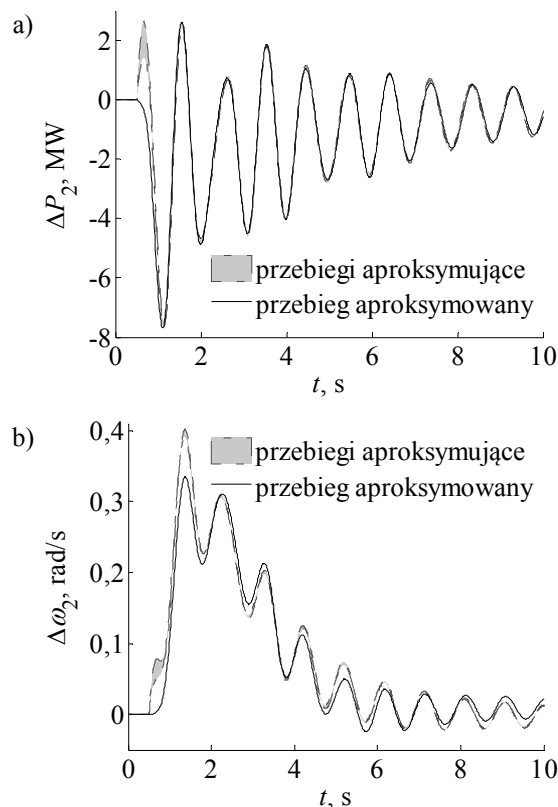 a)
2
0
-2
-4
-6
-8
ΔP2, MW
przebiegi aproksymujące
przebieg aproksymowany
0 2 4 6 8 10
t, s
b)
0,4
0,3
0,2
0,1
0
Δω2, rad/s
przebiegi aproksymujące
przebieg aproksymowany
0 2 4 6 8 10
t, s